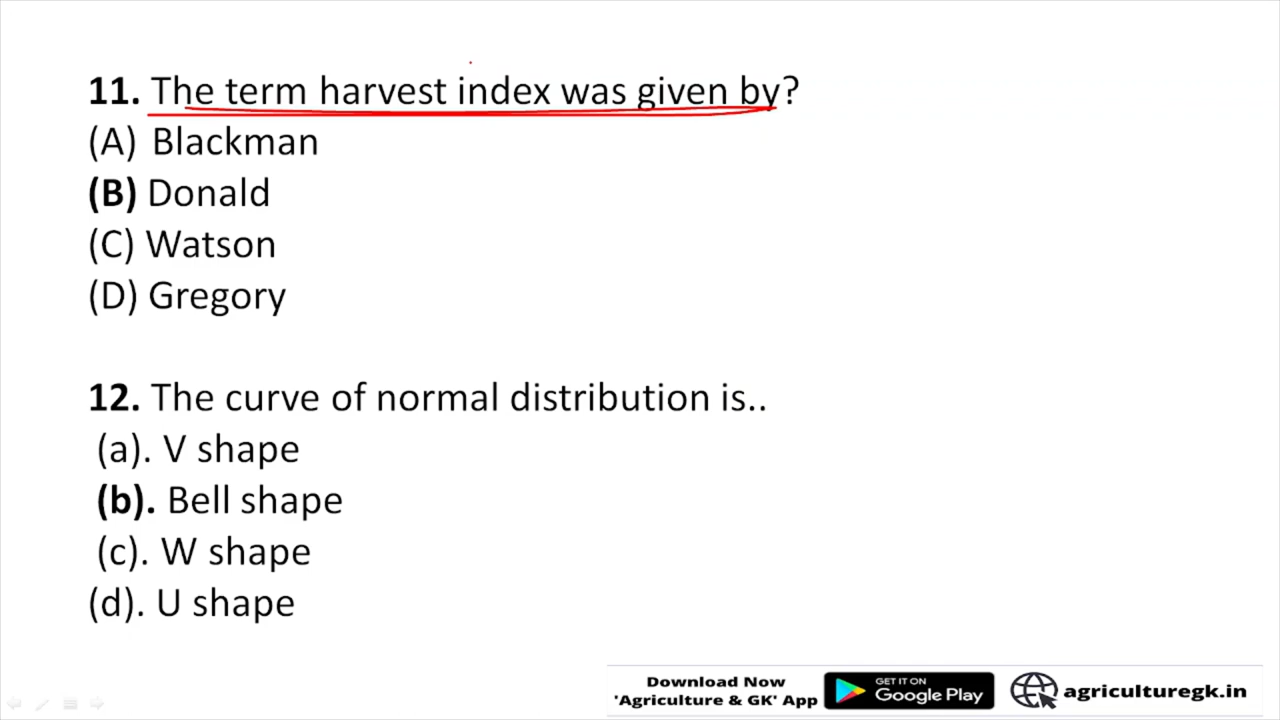 11. The term harvest index was given by?
(A) Blackman
(B) Donald
(C) Watson
(D) Gregory
12. The curve of normal distribution is..
(a). V shape
(b). Bell shape
(c). W shape
(d). U shape
Download Now
'Agriculture & GK' App
GET IT ON
Google Play
agriculturegk.in